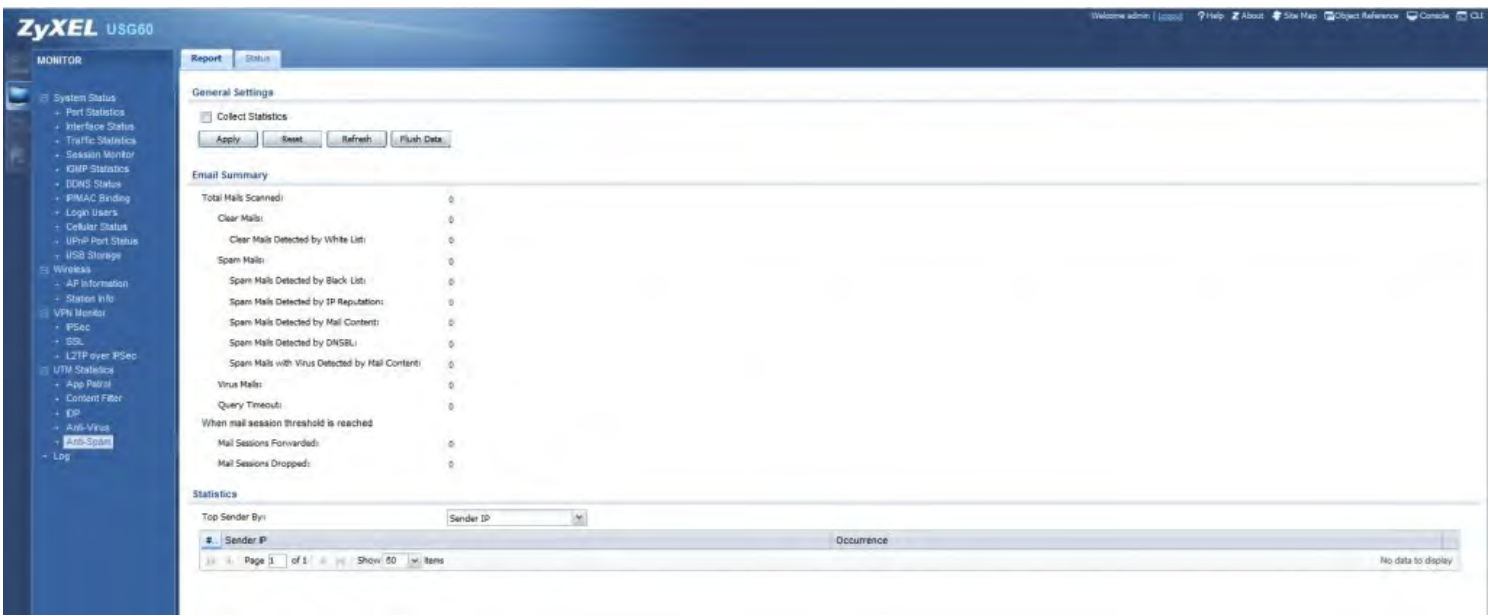 ZyXEL USG60
Welcome admin | Logout ?Help Z About Site Map Object Reference Console CLI
MONITOR
System Status
Port Statistics
Interface Status
Traffic Statistics
Session Monitor
IGMP Statistics
DDNS Status
IP/MAC Binding
Login Users
Cellular Status
UPnP Port Status
USB Storage
Wireless
AP Information
Station Info
VPN Monitor
IPSec
SSL
L2TP over IPSec
UTM Statistics
App Patrol
Content Filter
IDP
Anti-Virus
Anti-Spam
Log
Report Status
General Settings
Collect Statistics
Apply Reset Refresh Flush Data
Email Summary
Total Mails Scanned: 0
Clear Mails: 0
Clear Mails Detected by White List: 0
Spam Mails: 0
Spam Mails Detected by Black List: 0
Spam Mails Detected by IP Reputation: 0
Spam Mails Detected by Mail Content: 0
Spam Mails Detected by DNSBL: 0
Spam Mails with Virus Detected by Mail Content: 0
Virus Mails: 0
Query Timeout: 0
When mail session threshold is reached
Mail Sessions Forwarded: 0
Mail Sessions Dropped: 0
Statistics
Top Sender By: Sender IP
# Sender IP Occurrence
Page 1 of 1 Show 50 items No data to display